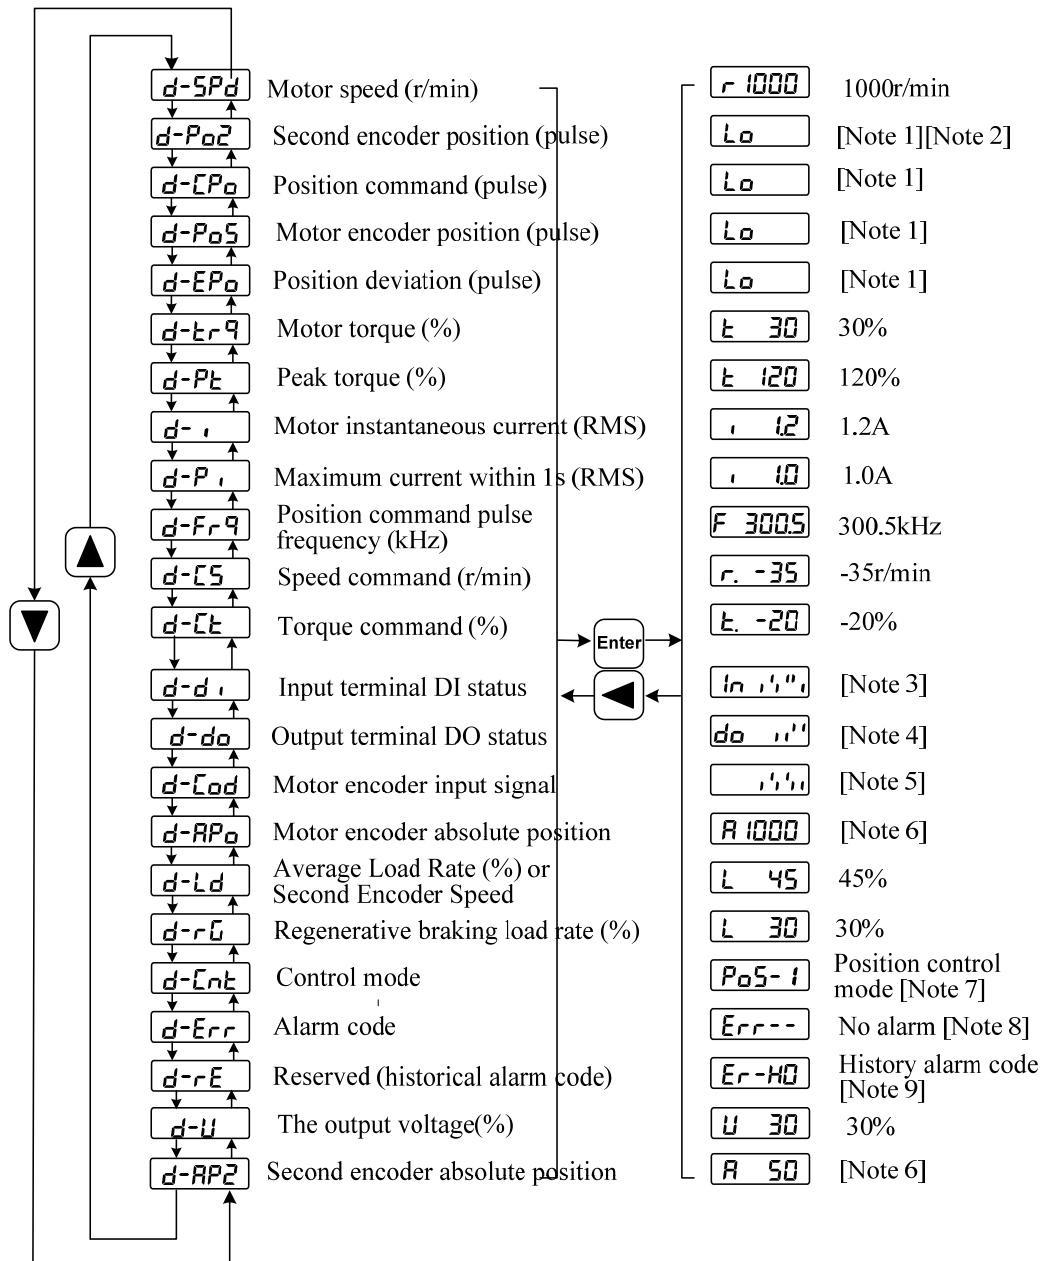 d-SPd Motor speed (r/min) r 1000 1000r/min
d-Po2 Second encoder position (pulse) Lo [Note 1][Note 2]
d-CPo Position command (pulse) Lo [Note 1]
d-PoS Motor encoder position (pulse) Lo [Note 1]
d-EPo Position deviation (pulse) Lo [Note 1]
d-trq Motor torque (%) t 30 30%
d-Pt Peak torque (%) t 120 120%
d-i Motor instantaneous current (RMS) i 1.2 1.2A
d-Pi Maximum current within 1s (RMS) i 1.0 1.0A
d-Frq Position command pulse
frequency (kHz) F 300.5 300.5kHz
d-CS Speed command (r/min) r. -35 -35r/min
d-Ct Torque command (%) t. -20 -20%
Enter
d-di Input terminal DI status In [Note 3]
d-do Output terminal DO status do [Note 4]
d-Cod Motor encoder input signal [Note 5]
d-APo Motor encoder absolute position A 1000 [Note 6]
d-Ld Average Load Rate (%) or
Second Encoder Speed L 45 45%
d-rG Regenerative braking load rate (%) L 30 30%
d-Cnt Control mode PoS-1 Position control
mode [Note 7]
d-Err Alarm code Err-- No alarm [Note 8]
d-rE Reserved (historical alarm code) Er-H0 History alarm code
[Note 9]
d-U The output voltage(%) U 30 30%
d-AP2 Second encoder absolute position A 50 [Note 6]